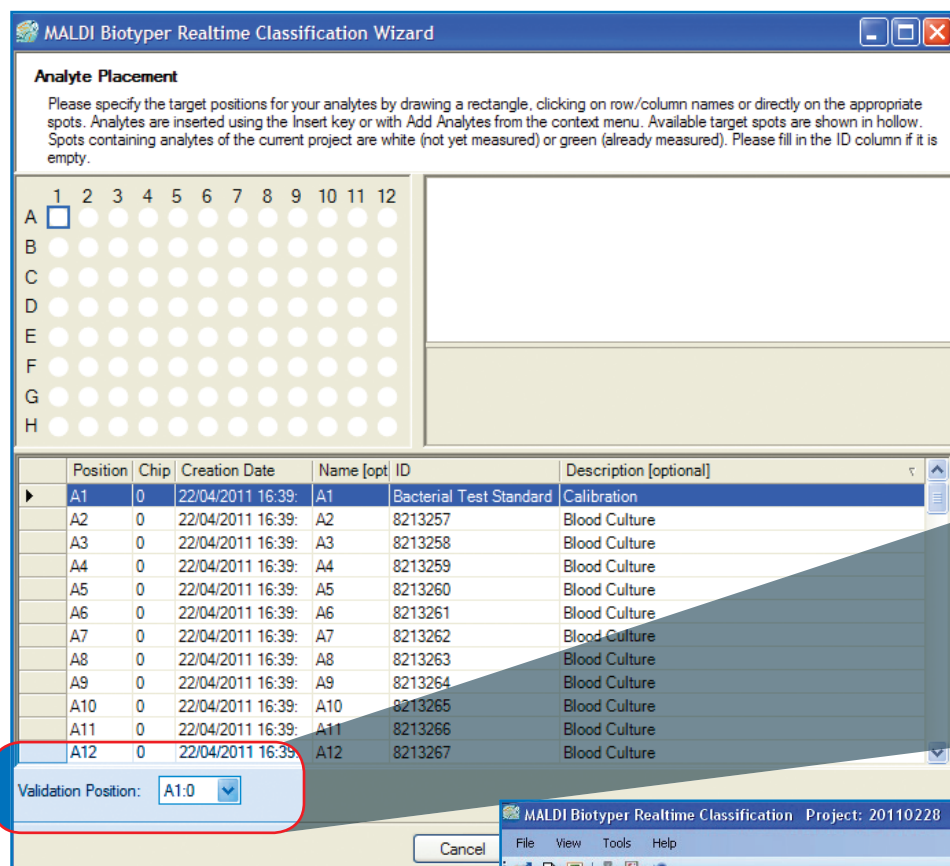 MALDI Biotyper Realtime Classification Wizard
Analyte Placement
Please specify the target positions for your analytes by drawing a rectangle, clicking on row/column names or directly on the appropriate
spots. Analytes are inserted using the Insert key or with Add Analytes from the context menu. Available target spots are shown in hollow.
Spots containing analytes of the current project are white (not yet measured) or green (already measured). Please fill in the ID column if it is
empty.
1 2 3 4 5 6 7 8 9 10 11 12
A
B
C
D
E
F
G
H
Position Chip Creation Date Name [opt ID Description [optional]
A1 0 22/04/2011 16:39: A1 Bacterial Test Standard Calibration
A2 0 22/04/2011 16:39: A2 8213257 Blood Culture
A3 0 22/04/2011 16:39: A3 8213258 Blood Culture
A4 0 22/04/2011 16:39: A4 8213259 Blood Culture
A5 0 22/04/2011 16:39: A5 8213260 Blood Culture
A6 0 22/04/2011 16:39: A6 8213261 Blood Culture
A7 0 22/04/2011 16:39: A7 8213262 Blood Culture
A8 0 22/04/2011 16:39: A8 8213263 Blood Culture
A9 0 22/04/2011 16:39: A9 8213264 Blood Culture
A10 0 22/04/2011 16:39: A10 8213265 Blood Culture
A11 0 22/04/2011 16:39: A11 8213266 Blood Culture
A12 0 22/04/2011 16:39: A12 8213267 Blood Culture
Validation Position: A1:0
Cancel
MALDI Biotyper Realtime Classification Project: 20110228
File View Tools Help